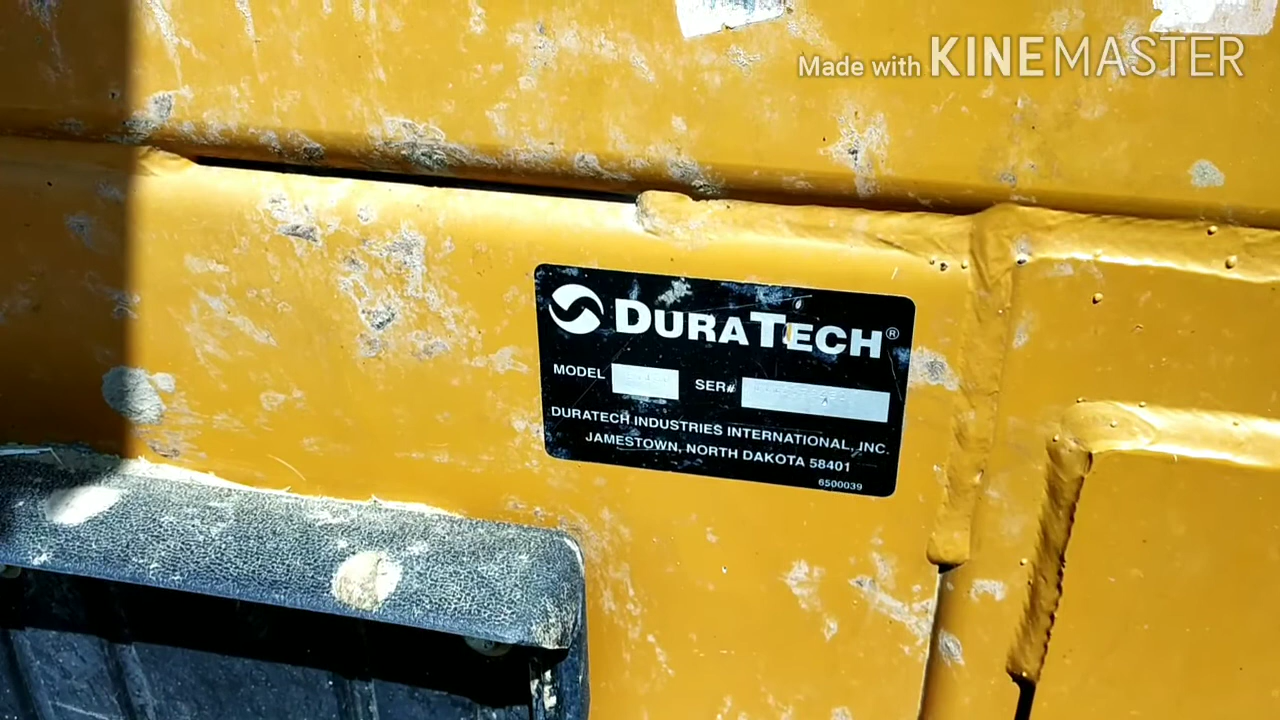 Made with KINEMASTER
DURATECH®
MODEL SER#
DURATECH INDUSTRIES INTERNATIONAL, INC.
JAMESTOWN, NORTH DAKOTA 58401
6500039